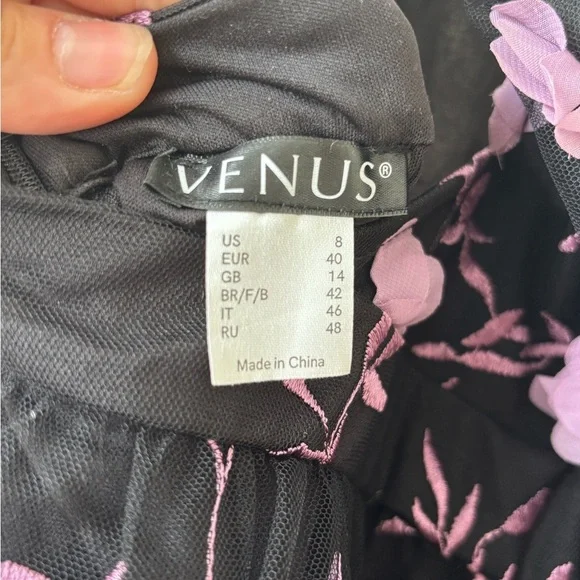 VENUS®
US 8
EUR 40
GB 14
BR/F/B 42
IT 46
RU 48
Made in China